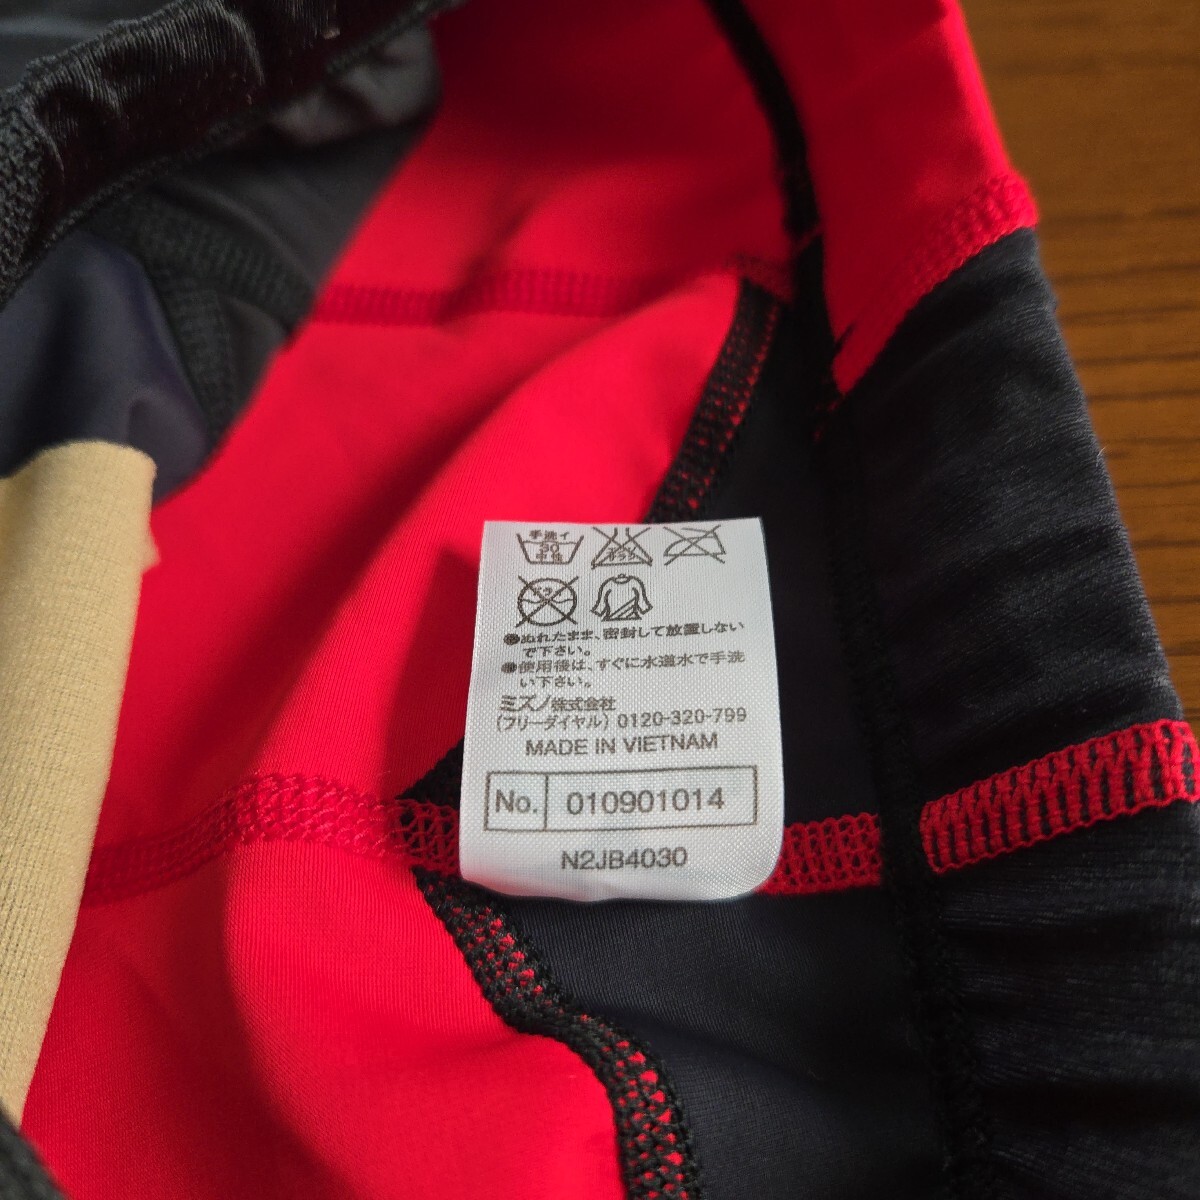 手洗イ
30
中性
●ぬれたまま、密封して放置しない
で下さい。
●使用後は、すぐに水道水で手洗
い下さい。
ミズノ株式会社
(フリーダイヤル) 0120-320-799
MADE IN VIETNAM
No. 010901014
N2JB4030